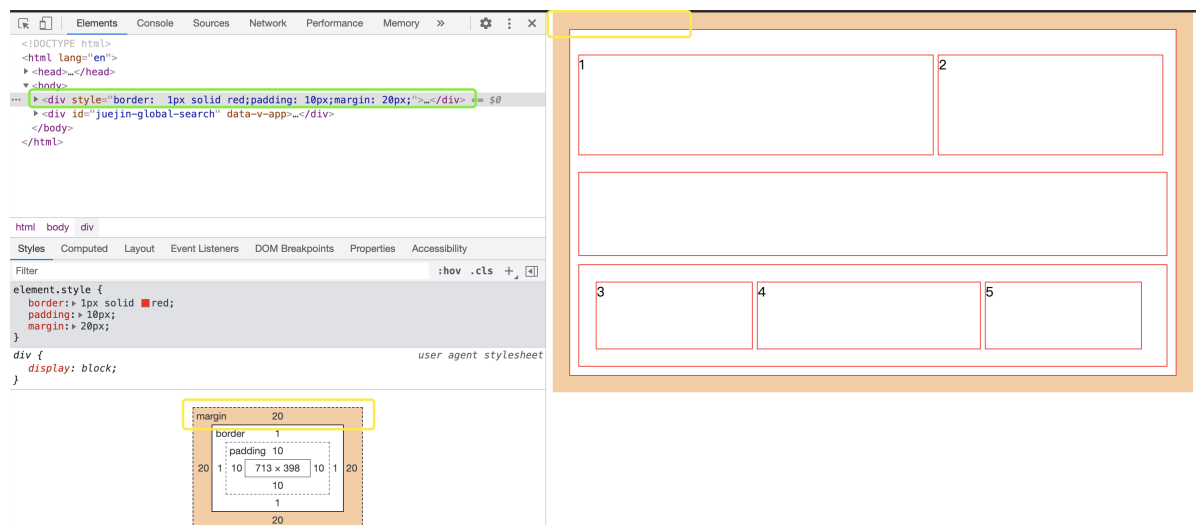 Elements Console Sources Network Performance Memory »
<!DOCTYPE html>
<html lang="en">
<head>…</head>
<body>
<div style="border:  1px solid red;padding: 10px;margin: 20px;">…</div> == $0
<div id="juejin-global-search" data-v-app>…</div>
</body>
</html>
html body div
Styles Computed Layout Event Listeners DOM Breakpoints Properties Accessibility
Filter :hov .cls +
element.style {
border: 1px solid red;
padding: 10px;
margin: 20px;
}
div { user agent stylesheet
display: block;
}
margin 20
border 1
padding 10
20 1 10 713 × 398 10 1 20
10
1
20
1 2
3 4 5